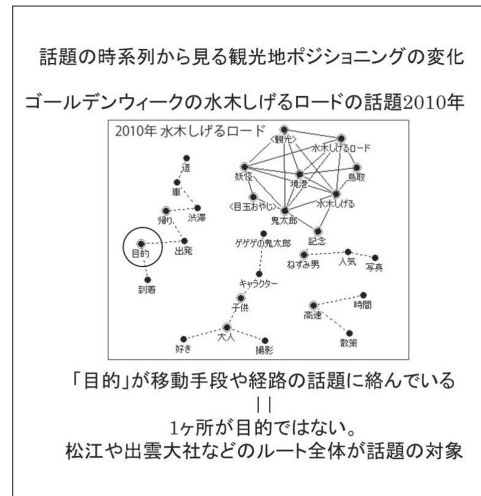 話題の時系列から見る観光地ポジショニングの変化
ゴールデンウィークの水木しげるロードの話題2010年
2010年 水木しげるロード
<観光>
水木しげるロード
道
妖怪
境港
鳥取
車
<目玉おやじ>
水木しげる
帰り
渋滞
鬼太郎
ゲゲゲの鬼太郎
記念
目的
出発
ねずみ男
人気
写真
到着
キャラクター
子供
高速
時間
大人
好き
撮影
散策
「目的」が移動手段や経路の話題に絡んでいる
||
1ヶ所が目的ではない。
松江や出雲大社などのルート全体が話題の対象